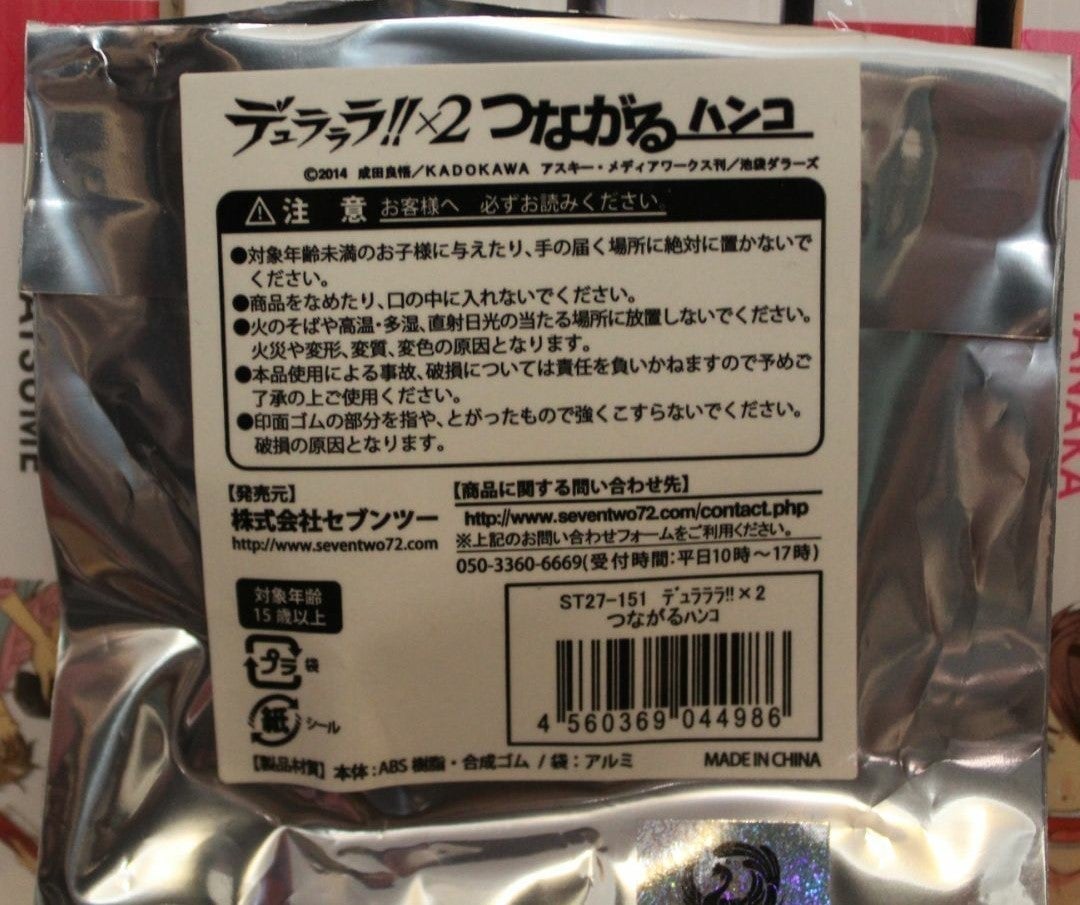 デュラララ!!×2 つながるハンコ
©2014 成田良悟/KADOKAWA アスキー・メディアワークス刊/池袋ダラーズ
⚠注 意 お客様へ 必ずお読みください。
●対象年齢未満のお子様に与えたり、手の届く場所に絶対に置かないで
ください。
●商品をなめたり、口の中に入れないでください。
●火のそばや高温・多湿、直射日光の当たる場所に放置しないでください。
火災や変形、変質、変色の原因となります。
●本品使用による事故、破損については責任を負いかねますので予めご
了承の上ご使用ください。
●印面ゴムの部分を指や、とがったもので強くこすらないでください。
破損の原因となります。
【発売元】
株式会社セブンツー
http://www.seventwo72.com
【商品に関する問い合わせ先】
http://www.seventwo72.com/contact.php
※上記のお問い合わせフォームをご利用ください。
050-3360-6669(受付時間:平日10時～17時)
対象年齢
15歳以上
プラ 袋
紙 シール
ST27-151 デュラララ!!×2
つながるハンコ
4 560369 044986
【製品材質】本体:ABS樹脂・合成ゴム / 袋:アルミ
MADE IN CHINA
TANAKA